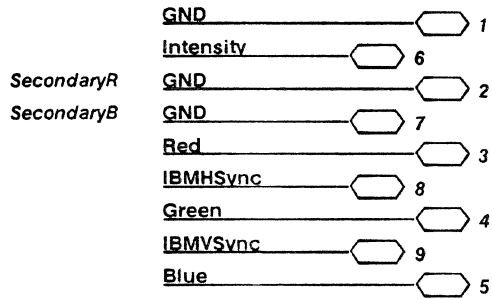 GND 1
Intensity 6
SecondaryR GND 2
SecondaryB GND 7
Red 3
IBMHSync 8
Green 4
IBMVSync 9
Blue 5